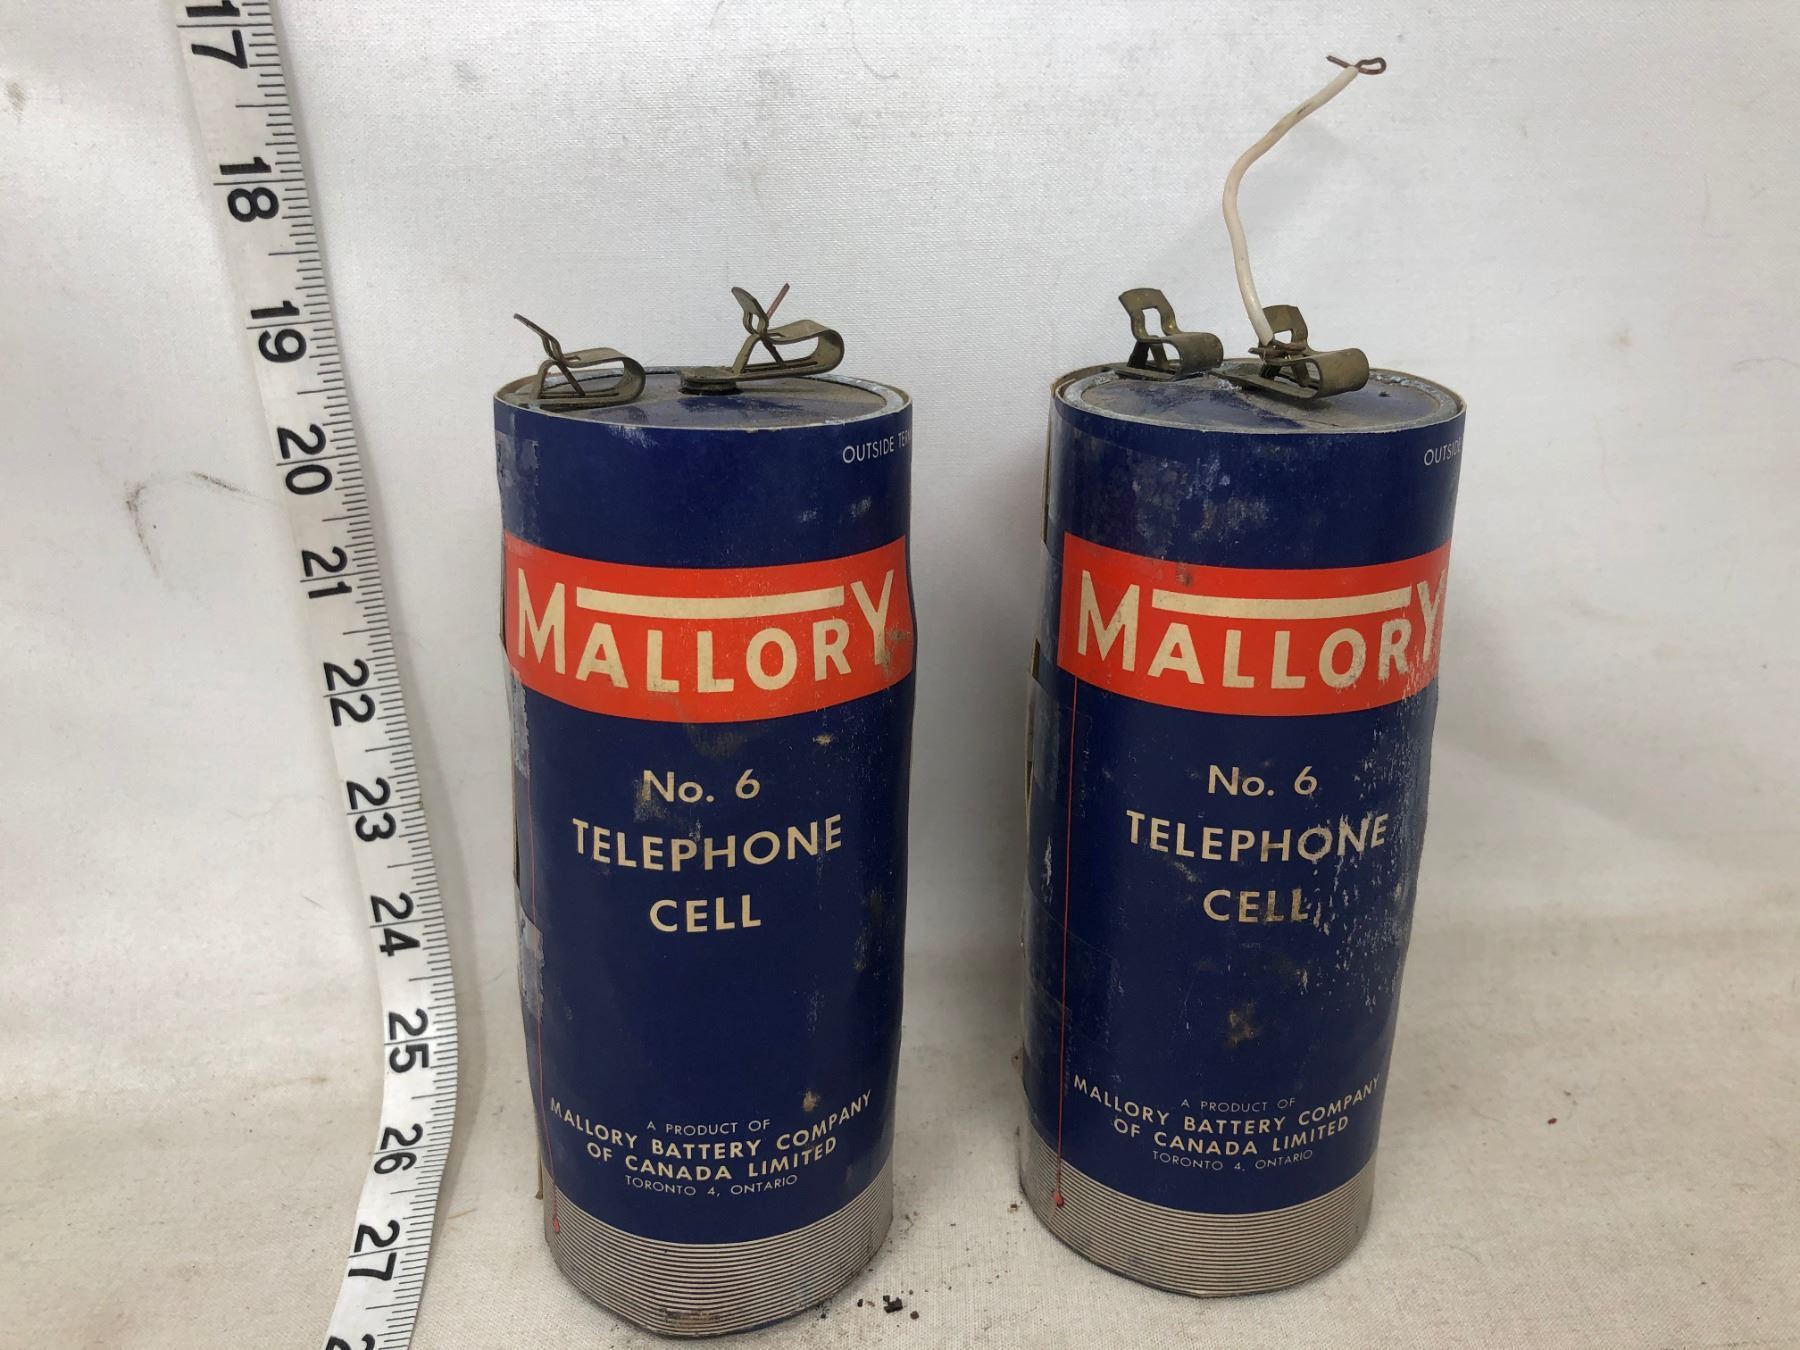 17
18
19
20
21
22
23
24
25
26
27
OUTSIDE
MALLORY
No. 6
TELEPHONE
CELL
A PRODUCT OF
MALLORY BATTERY COMPANY
OF CANADA LIMITED
TORONTO 4, ONTARIO
MALLORY
No. 6
TELEPHONE
CELL
A PRODUCT OF
MALLORY BATTERY COMPANY
OF CANADA LIMITED
TORONTO 4, ONTARIO